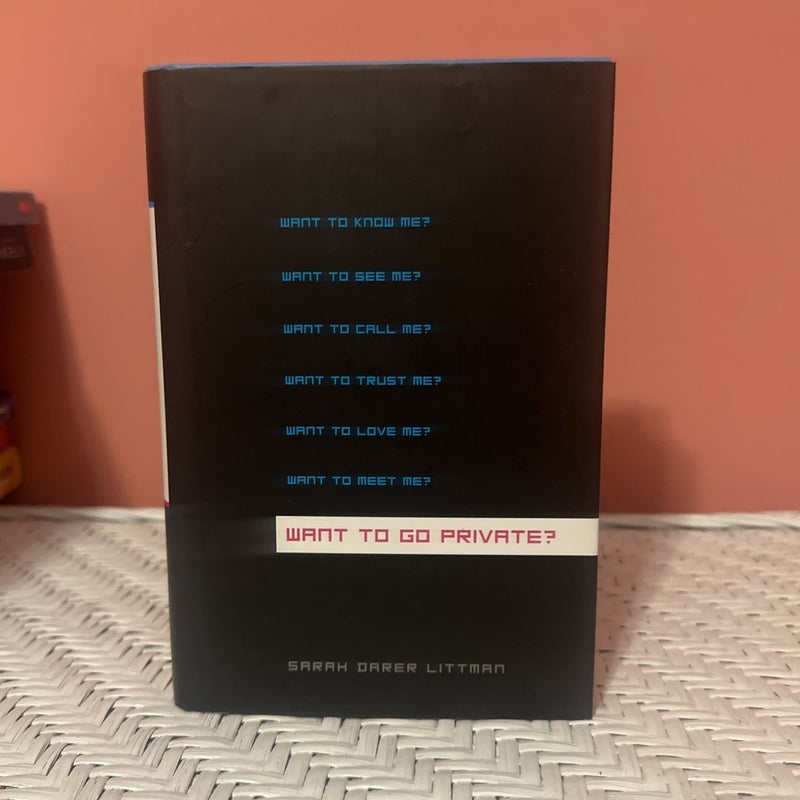 WANT TO KNOW ME?
WANT TO SEE ME?
WANT TO CALL ME?
WANT TO TRUST ME?
WANT TO LOVE ME?
WANT TO MEET ME?
WANT TO GO PRIVATE?
SARAH DARER LITTMAN